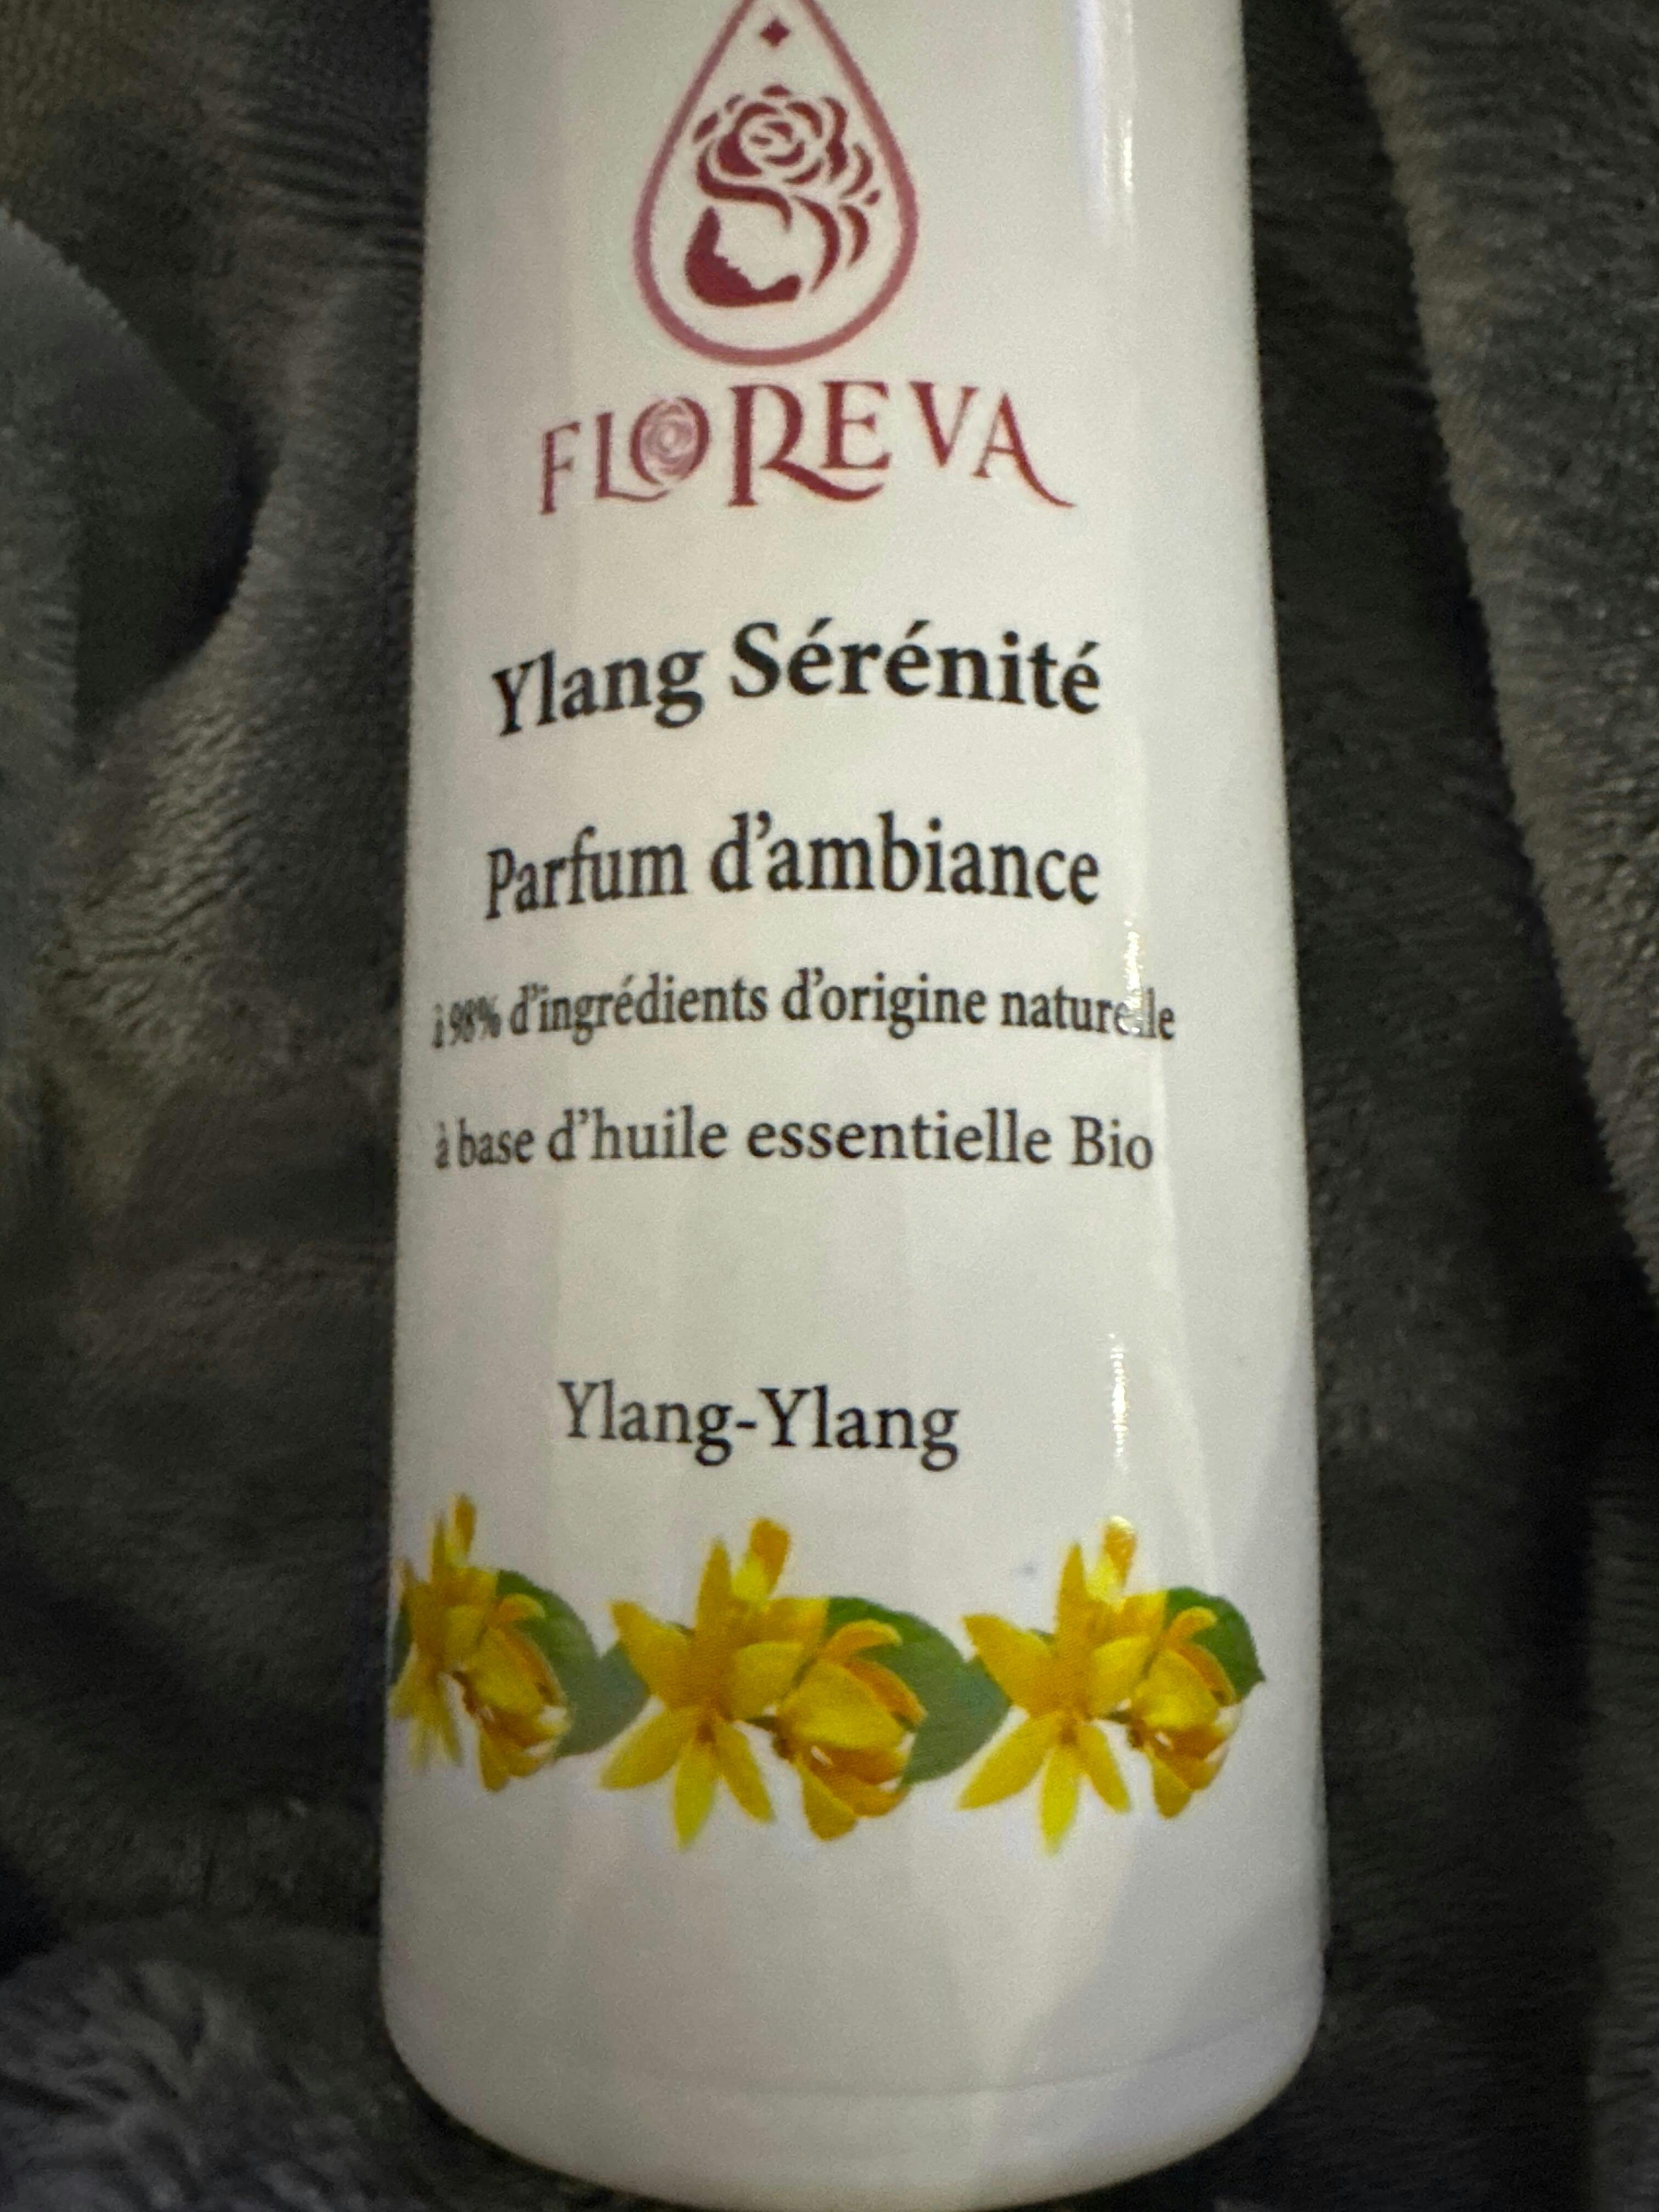 FLOREVA
Ylang Sérénité
Parfum d'ambiance
à 98% d'ingrédients d'origine naturelle
à base d'huile essentielle Bio
Ylang-Ylang